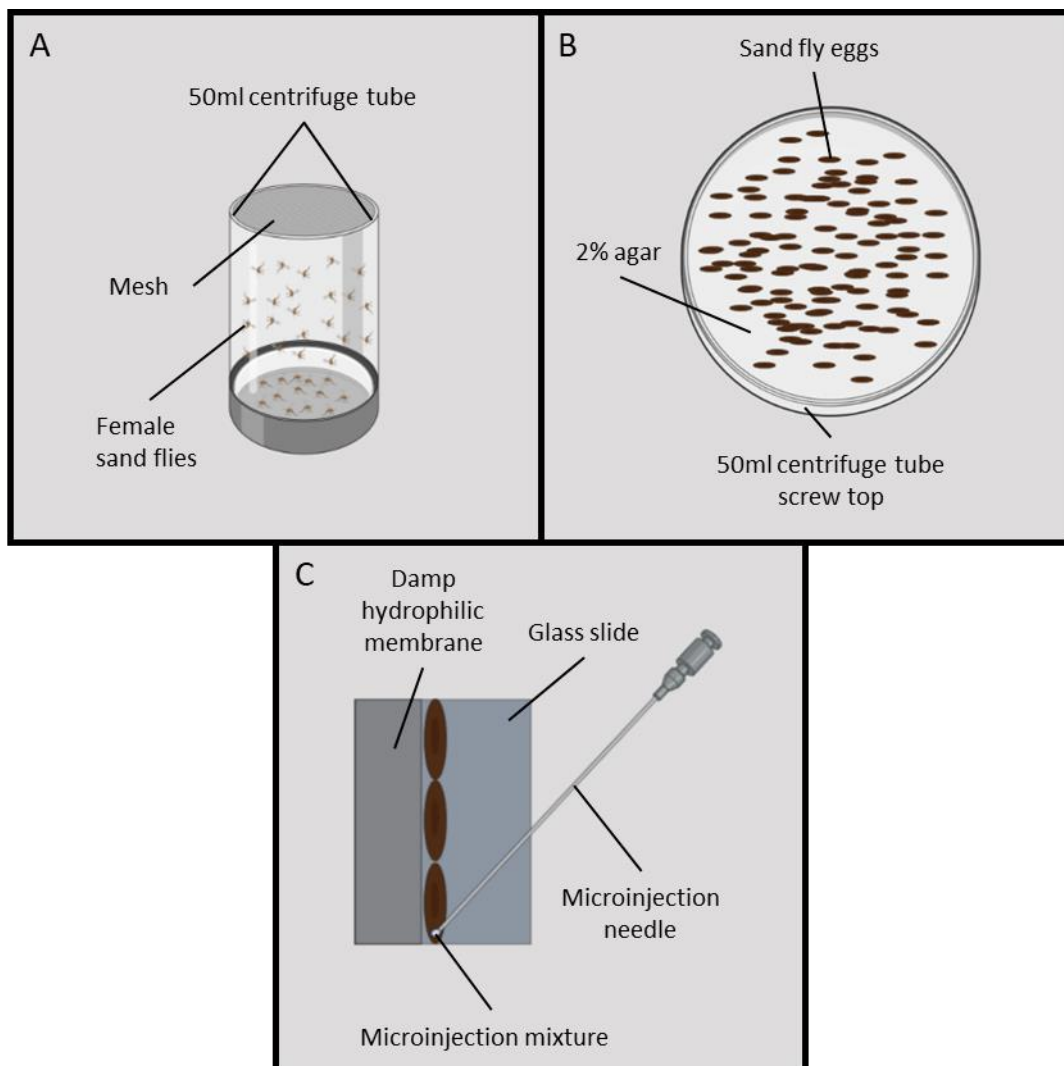 A
50ml centrifuge tube
Mesh
Female
sand flies
B
Sand fly eggs
2% agar
50ml centrifuge tube
screw top
C
Damp
hydrophilic
membrane
Glass slide
Microinjection
needle
Microinjection mixture